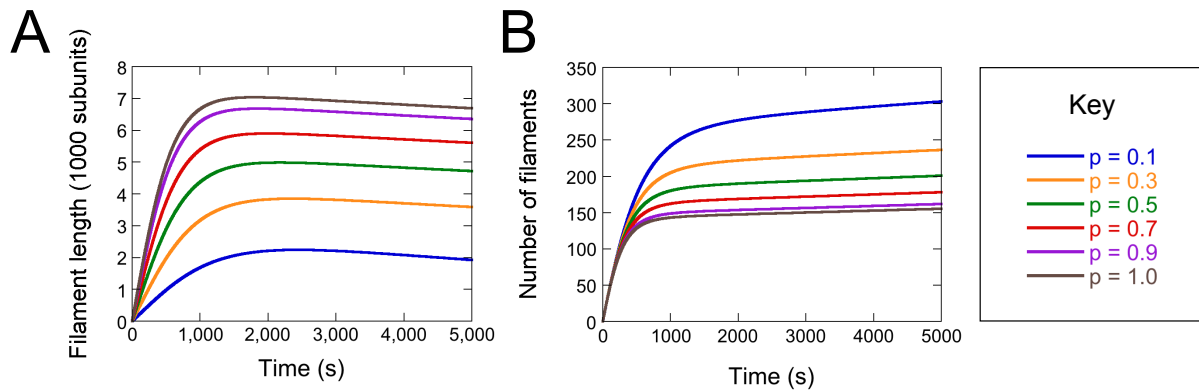 A
Filament length (1000 subunits)
8
7
6
5
4
3
2
1
0
0 1,000 2,000 3,000 4,000 5,000
Time (s)
B
Number of filaments
350
300
250
200
150
100
50
0
0 1000 2000 3000 4000 5000
Time (s)
Key
p = 0.1
p = 0.3
p = 0.5
p = 0.7
p = 0.9
p = 1.0